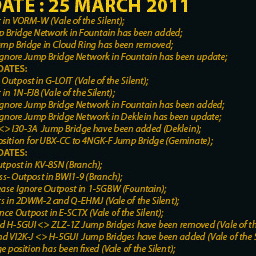 DATE : 25 MARCH 2011
in VORM-W (Vale of the Silent);
p Bridge Network in Fountain has been added;
ump Bridge in Cloud Ring has been removed;
gnore Jump Bridge Network in Fountain has been update;
DATES:
Outpost in G-LOIT (Vale of the Silent);
t in 1N-FJ8 (Vale of the Silent);
gnore Jump Bridge Network in Fountain has been added;
gnore Jump Bridge Network in Deklein has been update;
<> I30-3A Jump Bridge have been added (Deklein);
osition for UBX-CC to 4NGK-F Jump Bridge (Geminate);
DATES:
utpost in KV-8SN (Branch);
ss- Outpost in BWI1-9 (Branch);
ease Ignore Outpost in 1-5GBW (Fountain);
ts in 2DWM-2 and Q-EHMJ (Vale of the Silent);
nce Outpost in E-SCTX (Vale of the Silent);
d H-5GUI <> ZLZ-1Z Jump Bridges have been removed (Vale of th
nd VI2K-J <> H-5GUI Jump Bridges have been added (Vale of the S
ge position has been fixed (Vale of the Silent);